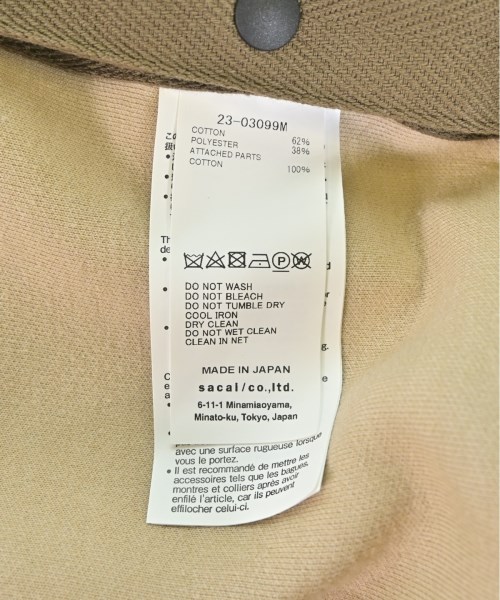 23-03099M
COTTON 62%
POLYESTER 38%
ATTACHED PARTS
COTTON 100%
DO NOT WASH
DO NOT BLEACH
DO NOT TUMBLE DRY
COOL IRON
DRY CLEAN
DO NOT WET CLEAN
CLEAN IN NET
MADE IN JAPAN
sacai/co.,ltd.
6-11-1 Minamiaoyama,
Minato-ku, Tokyo, Japan
avec une surface rugueuse lorsque
vous le portez.
• Il est recommandé de mettre les
accessoires tels que les bagues,
montres et colliers après avoir
enfilé l'article, car ils peuvent
effilocher celui-ci.